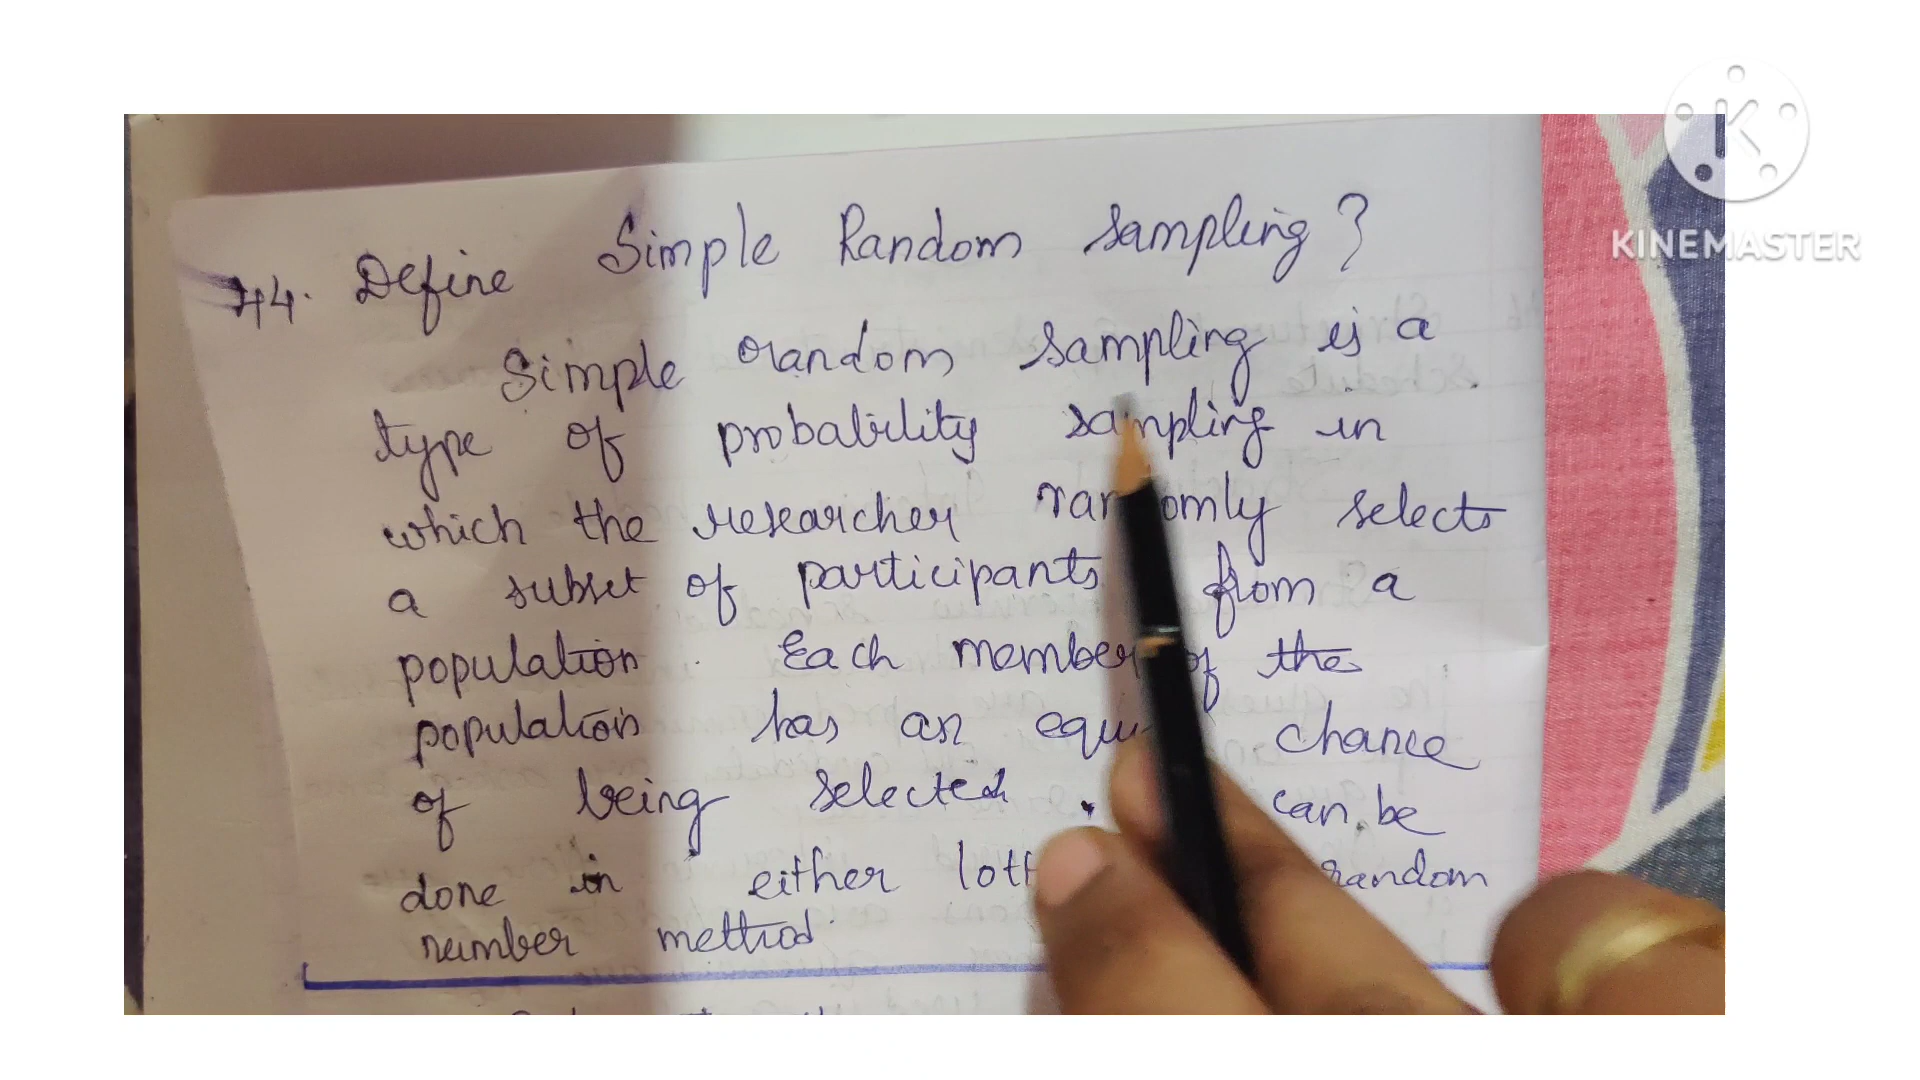 KINEMASTER
44. Define Simple Random Sampling?
Simple random sampling is a
type of probability sampling in
which the researcher randomly selects
a subset of participants from a
population. Each member of the
population has an equal chance
of being selected. can be
done in either random
number method.